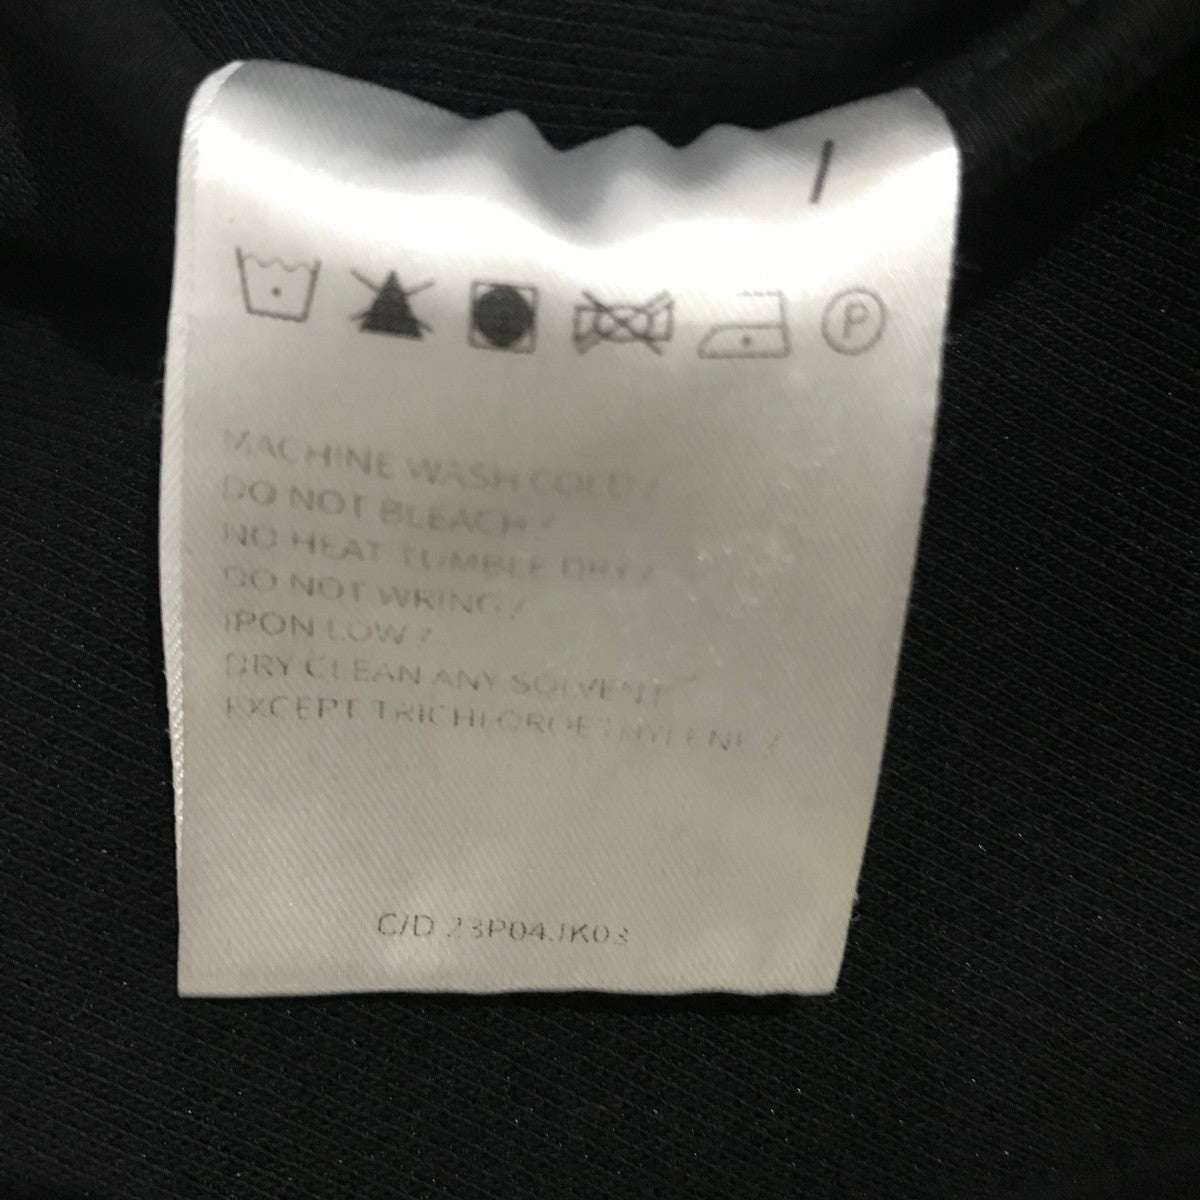 P
MACHINE WASH COLD /
DO NOT BLEACH /
NO HEAT TUMBLE DRY /
DO NOT WRING /
IRON LOW /
DRY CLEAN ANY SOLVENT
EXCEPT TRICHLOROETHYLENE /
C/D 23P04JK03